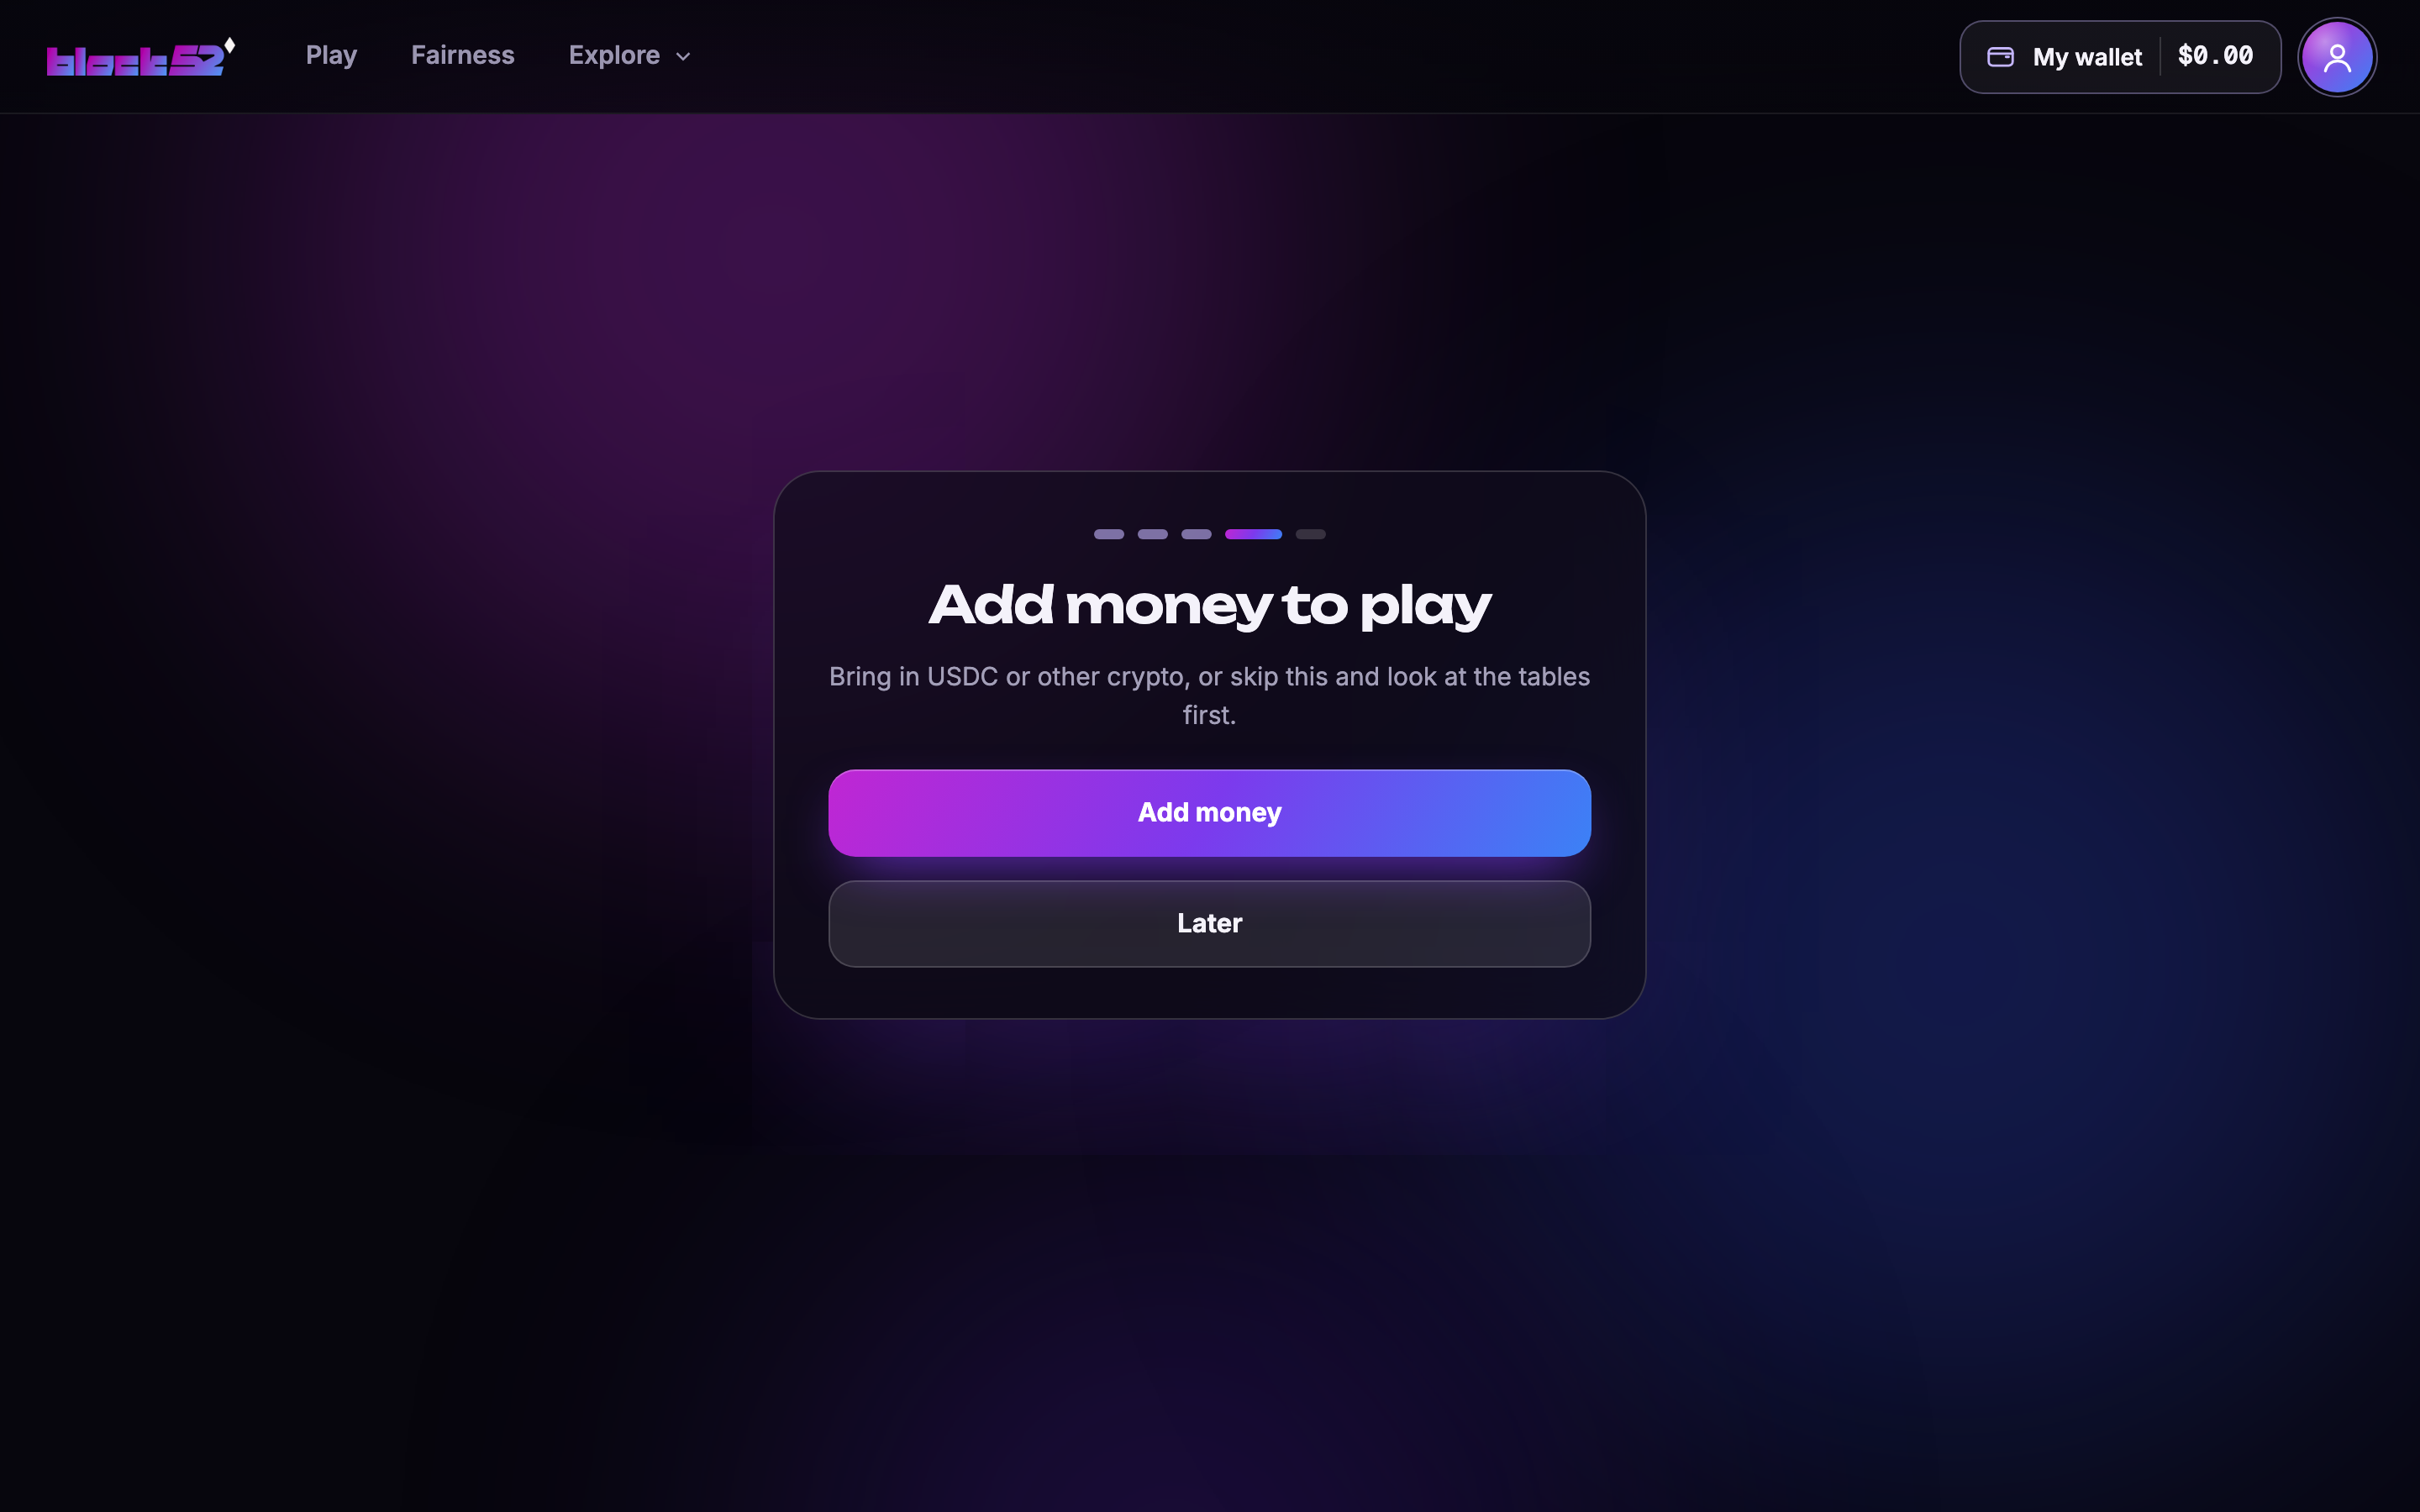 block52
Play
Fairness
Explore
My wallet
$0.00
Add money to play
Bring in USDC or other crypto, or skip this and look at the tables
first.
Add money
Later